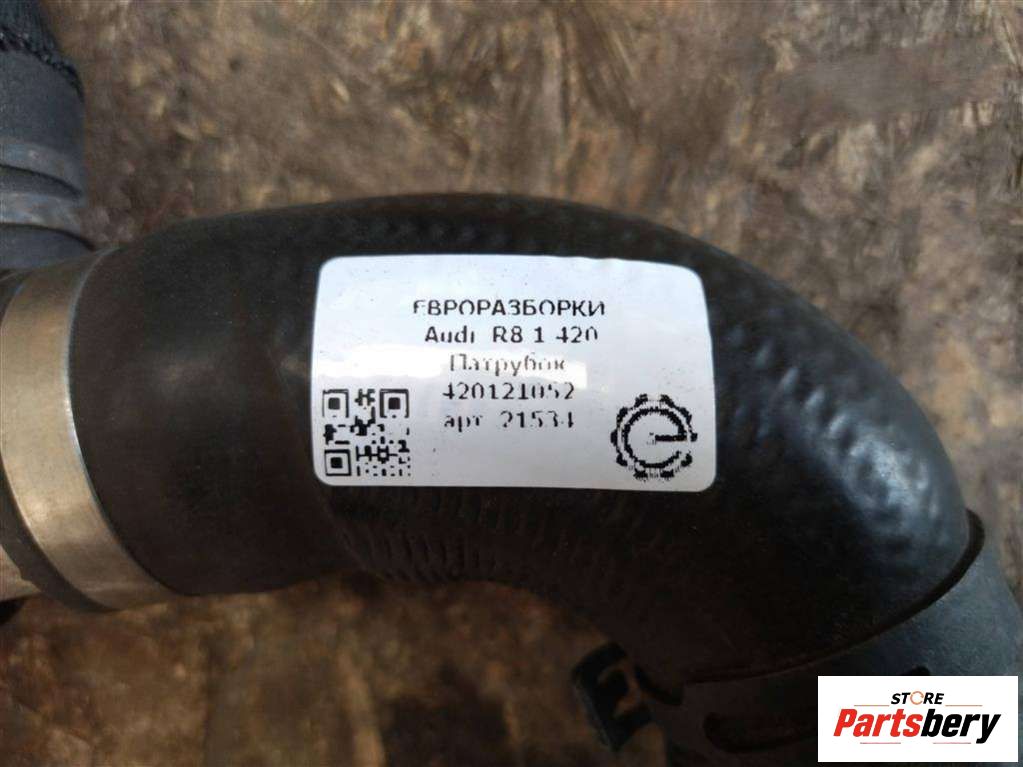 ЕВРОРАЗБОРКИ
Audi R8 1 420
Патрубок
420121052
арт 21534
STORE
Partsbery